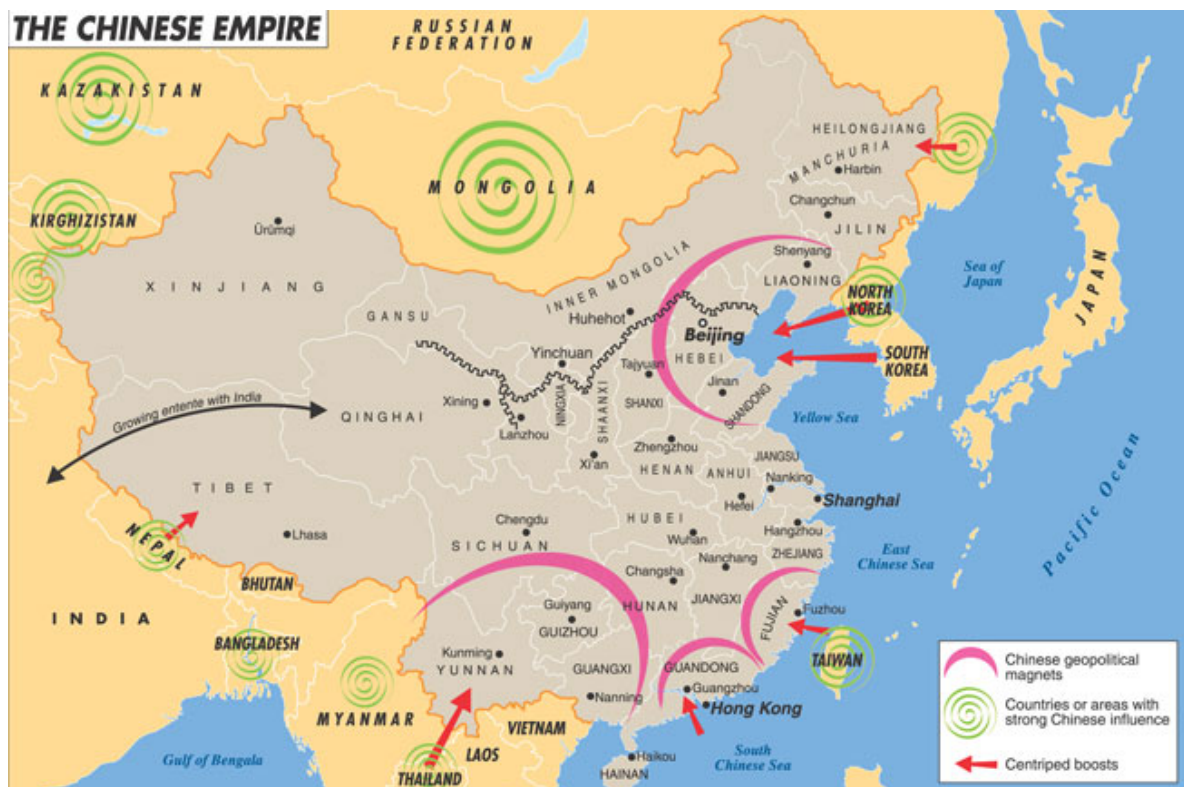 THE CHINESE EMPIRE
RUSSIAN
FEDERATION
KAZAKISTAN
MONGOLIA
KIRGHIZISTAN
HEILONGJIANG
MANCHURIA
Harbin
Changchun
JILIN
Ürümqi
XINJIANG
INNER MONGOLIA
Shenyang
LIAONING
Sea of
Japan
JAPAN
GANSU
Huhehot
Beijing
NORTH
KOREA
SOUTH
KOREA
HEBEI
Yinchuan
Tajyuan
Jinan
SHANDONG
NINGXIA
SHAANXI
SHANXI
Growing entente with India
QINGHAI
Xining
Lanzhou
Yellow Sea
Zhengzhou
Xi'an
HENAN
ANHUI
JIANGSU
Nanking
Hefei
Shanghai
TIBET
Lhasa
NEPAL
Chengdu
SICHUAN
HUBEI
Wuhan
Hangzhou
ZHEJIANG
East
Chinese Sea
Pacific Ocean
BHUTAN
INDIA
BANGLADESH
Nanchang
Changsha
HUNAN
JIANGXI
FUJIAN
Fuzhou
Guiyang
GUIZHOU
Kunming
YUNNAN
GUANGXI
Nanning
GUANDONG
Guangzhou
Hong Kong
TAIWAN
MYANMAR
VIETNAM
LAOS
THAILAND
Gulf of Bengala
Haikou
HAINAN
South
Chinese Sea
Chinese geopolitical
magnets
Countries or areas with
strong Chinese influence
Centriped boosts